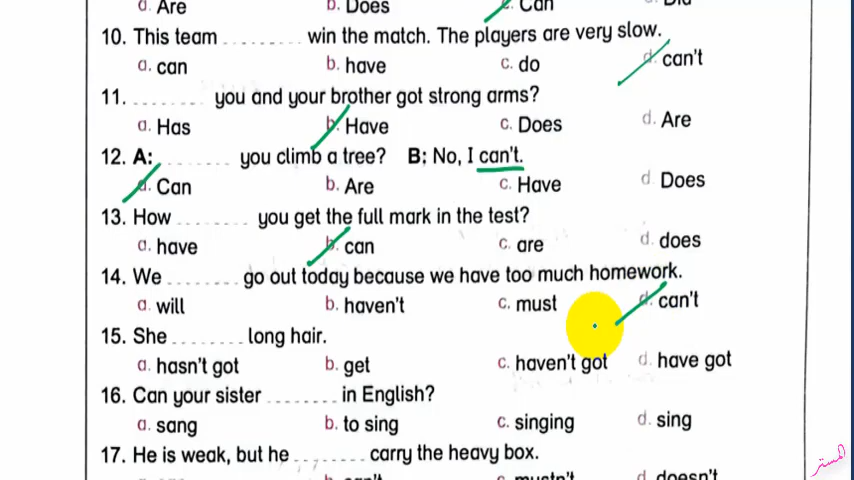 a. Are b. Does c. Can d. Did
10. This team ........ win the match. The players are very slow.
a. can b. have c. do d. can't
11. ........ you and your brother got strong arms?
a. Has b. Have c. Does d. Are
12. A: ........ you climb a tree? B: No, I can't.
a. Can b. Are c. Have d. Does
13. How ........ you get the full mark in the test?
a. have b. can c. are d. does
14. We ........ go out today because we have too much homework.
a. will b. haven't c. must d. can't
15. She ........ long hair.
a. hasn't got b. get c. haven't got d. have got
16. Can your sister ........ in English?
a. sang b. to sing c. singing d. sing
17. He is weak, but he ........ carry the heavy box.
b. can't c. mustn't d. doesn't